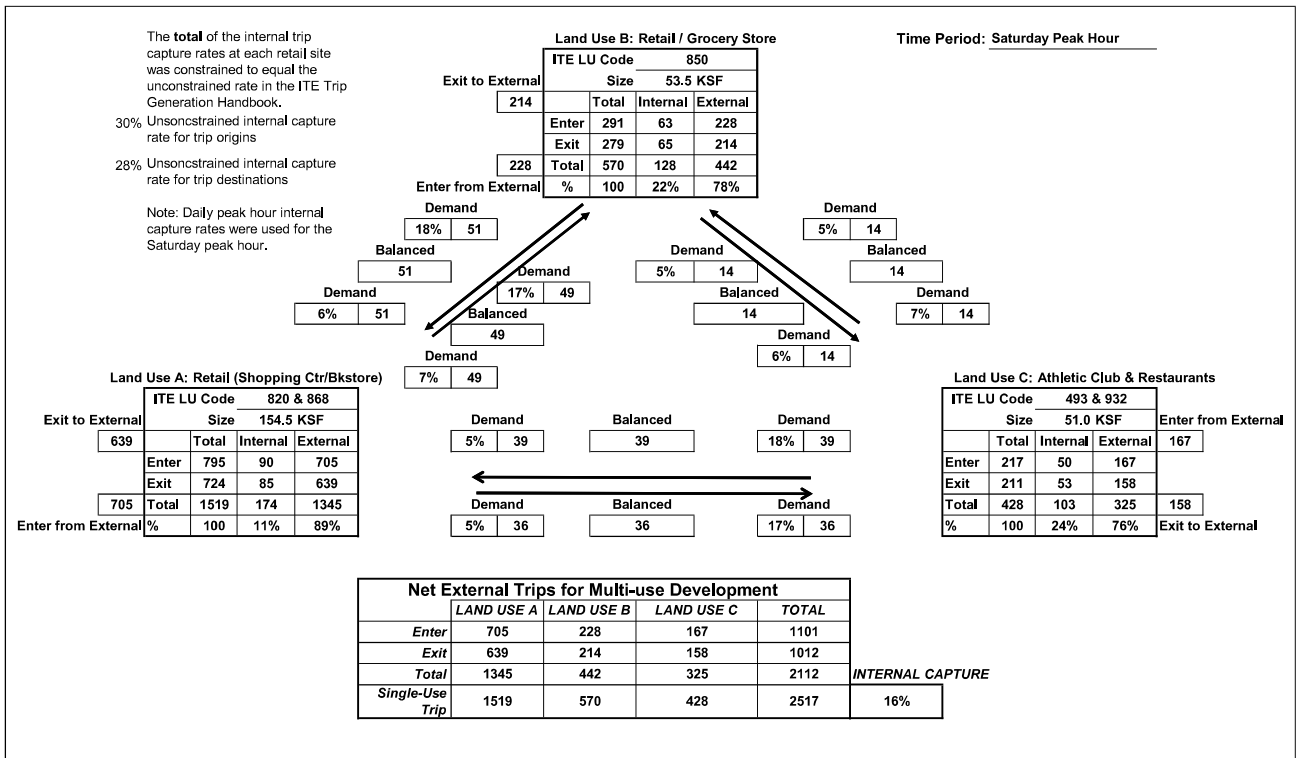 The total of the internal trip
capture rates at each retail site
was constrained to equal the
unconstrained rate in the ITE Trip
Generation Handbook.
30% Unsoncstrained internal capture
rate for trip origins
28% Unsoncstrained internal capture
rate for trip destinations
Note: Daily peak hour internal
capture rates were used for the
Saturday peak hour.
Time Period: Saturday Peak Hour
Land Use B: Retail / Grocery Store
ITE LU Code 850
Size 53.5 KSF
Exit to External
214
Total Internal External
Enter 291 63 228
Exit 279 65 214
228
Total 570 128 442
Enter from External
% 100 22% 78%
Demand
18% 51
Balanced
51
Demand
6% 51
Demand
17% 49
Balanced
49
Demand
7% 49
Demand
5% 14
Balanced
14
Demand
6% 14
Demand
5% 14
Balanced
14
Demand
7% 14
Land Use A: Retail (Shopping Ctr/Bkstore)
ITE LU Code 820 & 868
Exit to External
Size 154.5 KSF
639
Total Internal External
Enter 795 90 705
Exit 724 85 639
705
Total 1519 174 1345
Enter from External
% 100 11% 89%
Demand Balanced Demand
5% 39 39 18% 39
Demand Balanced Demand
5% 36 36 17% 36
Land Use C: Athletic Club & Restaurants
ITE LU Code 493 & 932
Size 51.0 KSF
Enter from External
Total Internal External
167
Enter 217 50 167
Exit 211 53 158
Total 428 103 325
158
% 100 24% 76%
Exit to External
Net External Trips for Multi-use Development
LAND USE A LAND USE B LAND USE C TOTAL
Enter 705 228 167 1101
Exit 639 214 158 1012
Total 1345 442 325 2112
INTERNAL CAPTURE
Single-Use
Trip 1519 570 428 2517 16%